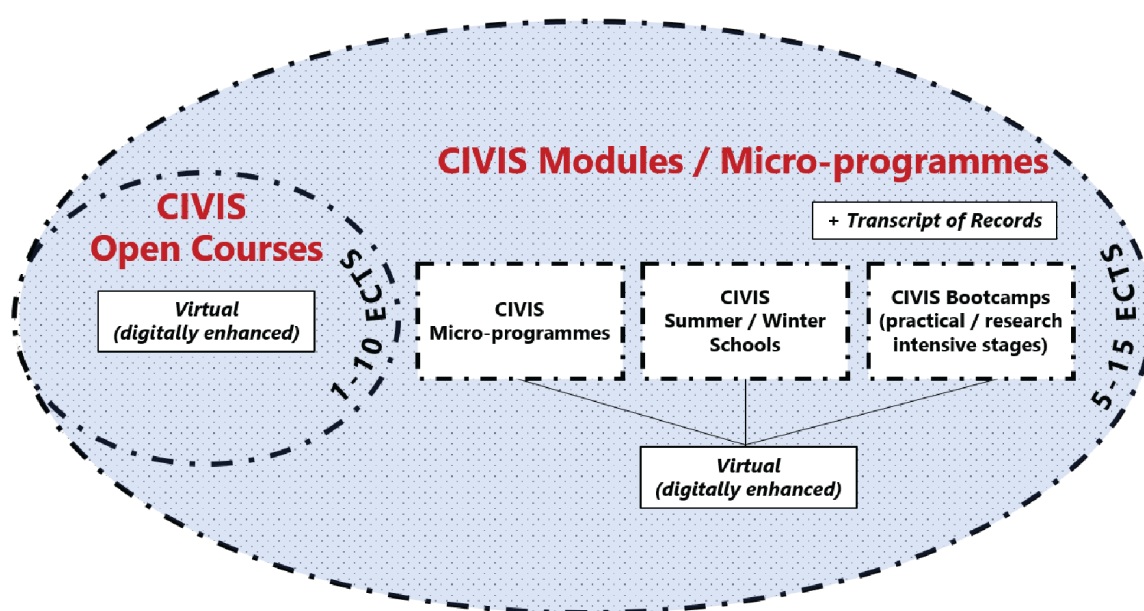 CIVIS Modules / Micro-programmes
+ Transcript of Records
CIVIS
Open Courses
Virtual
(digitally enhanced)
1-10 ECTS
CIVIS
Micro-programmes
CIVIS
Summer / Winter
Schools
CIVIS Bootcamps
(practical / research
intensive stages)
5-15 ECTS
Virtual
(digitally enhanced)